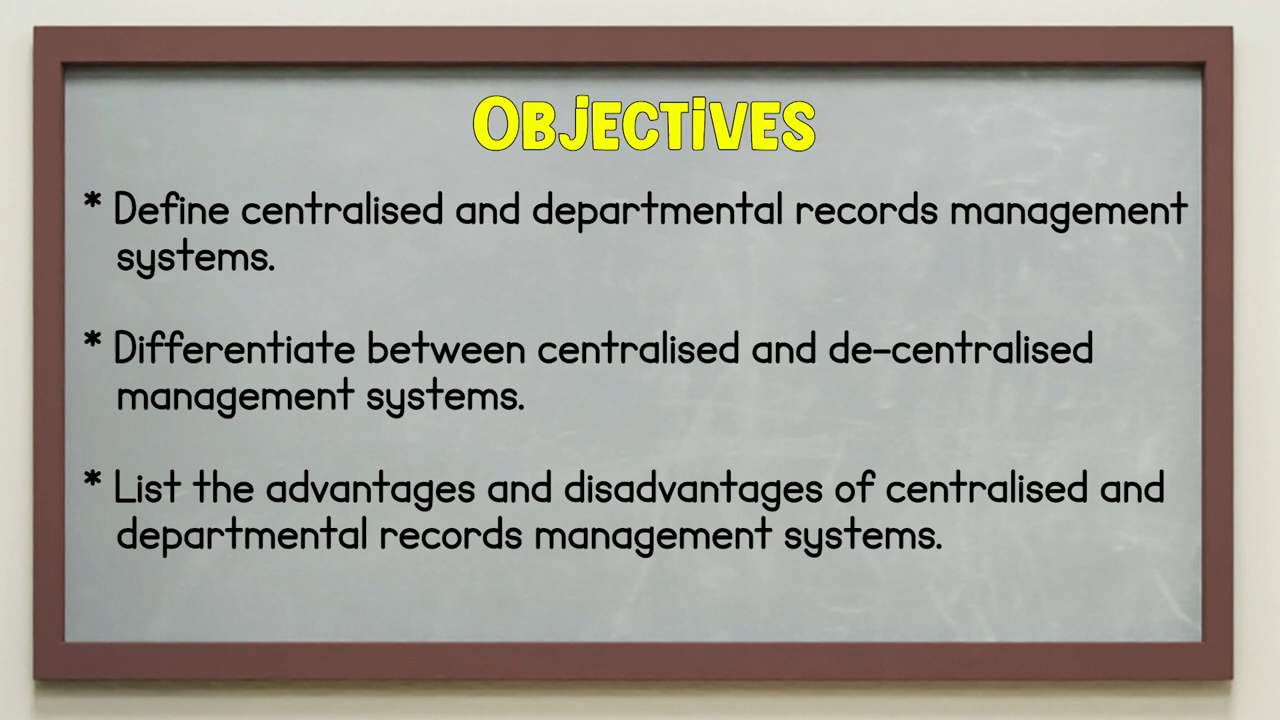 OBJECTIVES
* Define centralised and departmental records management
systems.
* Differentiate between centralised and de-centralised
management systems.
* List the advantages and disadvantages of centralised and
departmental records management systems.